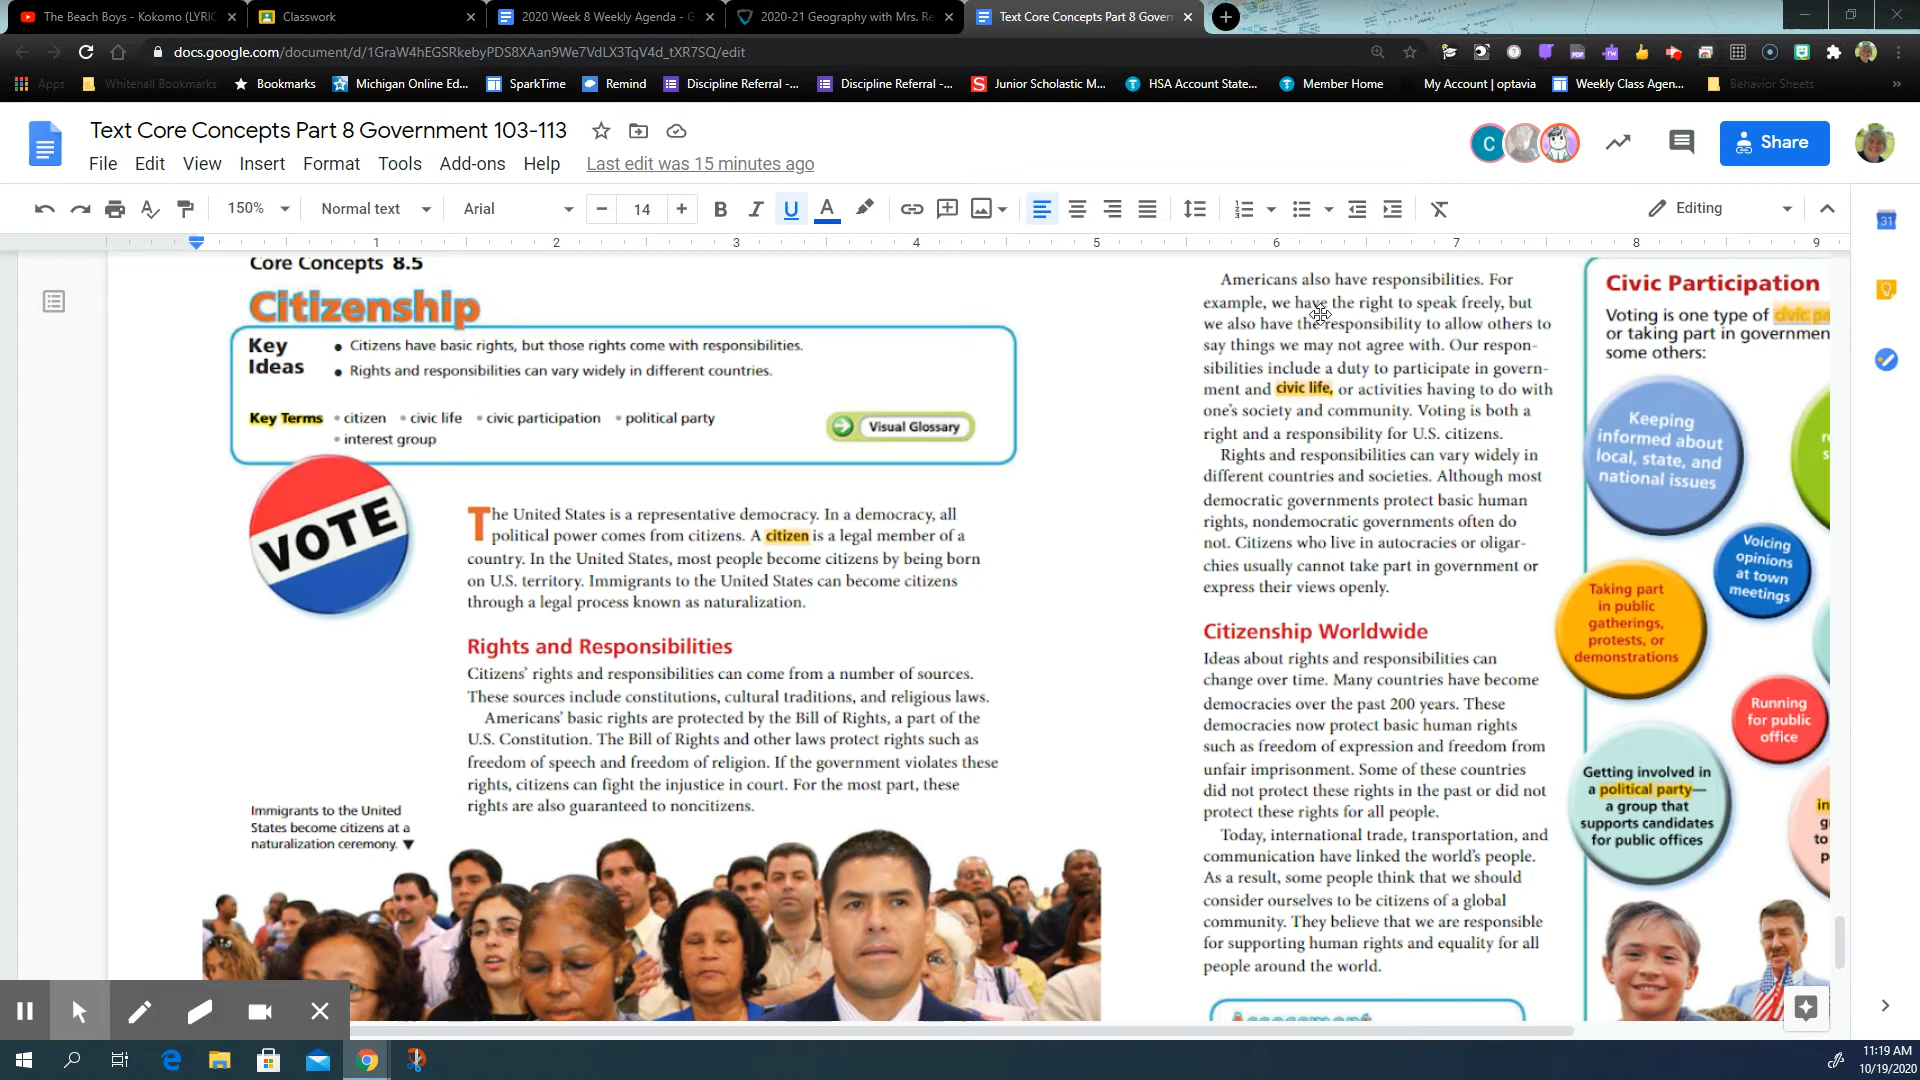 The Beach Boys - Kokomo (LYRIC
Classwork
2020 Week 8 Weekly Agenda - G
2020-21 Geography with Mrs. Re
Text Core Concepts Part 8 Govern
docs.google.com/document/d/1GraW4hEGSRkebyPDS8XAan9We7VdLX3TqV4d_tXR7SQ/edit
Apps
Whitehall Bookmarks
Bookmarks
Michigan Online Ed...
SparkTime
Remind
Discipline Referral -...
Discipline Referral -...
Junior Scholastic M...
HSA Account State...
Member Home
My Account | optavia
Weekly Class Agen...
Behavior Sheets
»
Text Core Concepts Part 8 Government 103-113
C
Share
File Edit View Insert Format Tools Add-ons Help Last edit was 15 minutes ago
150% Normal text Arial - 14 + B I U A Editing
31
1 2 3 4 5 6 7 8 9
Core Concepts 8.5
Citizenship
Key
Ideas
• Citizens have basic rights, but those rights come with responsibilities.
• Rights and responsibilities can vary widely in different countries.
Key Terms • citizen • civic life • civic participation • political party
• interest group
Visual Glossary
VOTE
The United States is a representative democracy. In a democracy, all
political power comes from citizens. A citizen is a legal member of a
country. In the United States, most people become citizens by being born
on U.S. territory. Immigrants to the United States can become citizens
through a legal process known as naturalization.
Rights and Responsibilities
Citizens' rights and responsibilities can come from a number of sources.
These sources include constitutions, cultural traditions, and religious laws.
Americans' basic rights are protected by the Bill of Rights, a part of the
U.S. Constitution. The Bill of Rights and other laws protect rights such as
freedom of speech and freedom of religion. If the government violates these
rights, citizens can fight the injustice in court. For the most part, these
rights are also guaranteed to noncitizens.
Immigrants to the United
States become citizens at a
naturalization ceremony. ▼
Americans also have responsibilities. For
example, we have the right to speak freely, but
we also have the responsibility to allow others to
say things we may not agree with. Our respon-
sibilities include a duty to participate in govern-
ment and civic life, or activities having to do with
one's society and community. Voting is both a
right and a responsibility for U.S. citizens.
Rights and responsibilities can vary widely in
different countries and societies. Although most
democratic governments protect basic human
rights, nondemocratic governments often do
not. Citizens who live in autocracies or oligar-
chies usually cannot take part in government or
express their views openly.
Citizenship Worldwide
Ideas about rights and responsibilities can
change over time. Many countries have become
democracies over the past 200 years. These
democracies now protect basic human rights
such as freedom of expression and freedom from
unfair imprisonment. Some of these countries
did not protect these rights in the past or did not
protect these rights for all people.
Today, international trade, transportation, and
communication have linked the world's people.
As a result, some people think that we should
consider ourselves to be citizens of a global
community. They believe that we are responsible
for supporting human rights and equality for all
people around the world.
Civic Participation
Voting is one type of civic pa
or taking part in governmen
some others:
Keeping
informed about
local, state, and
national issues
Voicing
opinions
at town
meetings
Taking part
in public
gatherings,
protests, or
demonstrations
Running
for public
office
Getting involved in
a political party—
a group that
supports candidates
for public offices
in
g
to
p
11:19 AM
10/19/2020